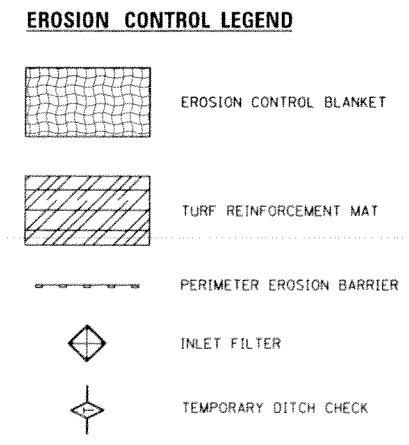 EROSION CONTROL LEGEND
EROSION CONTROL BLANKET
TURF REINFORCEMENT MAT
PERIMETER EROSION BARRIER
INLET FILTER
TEMPORARY DITCH CHECK